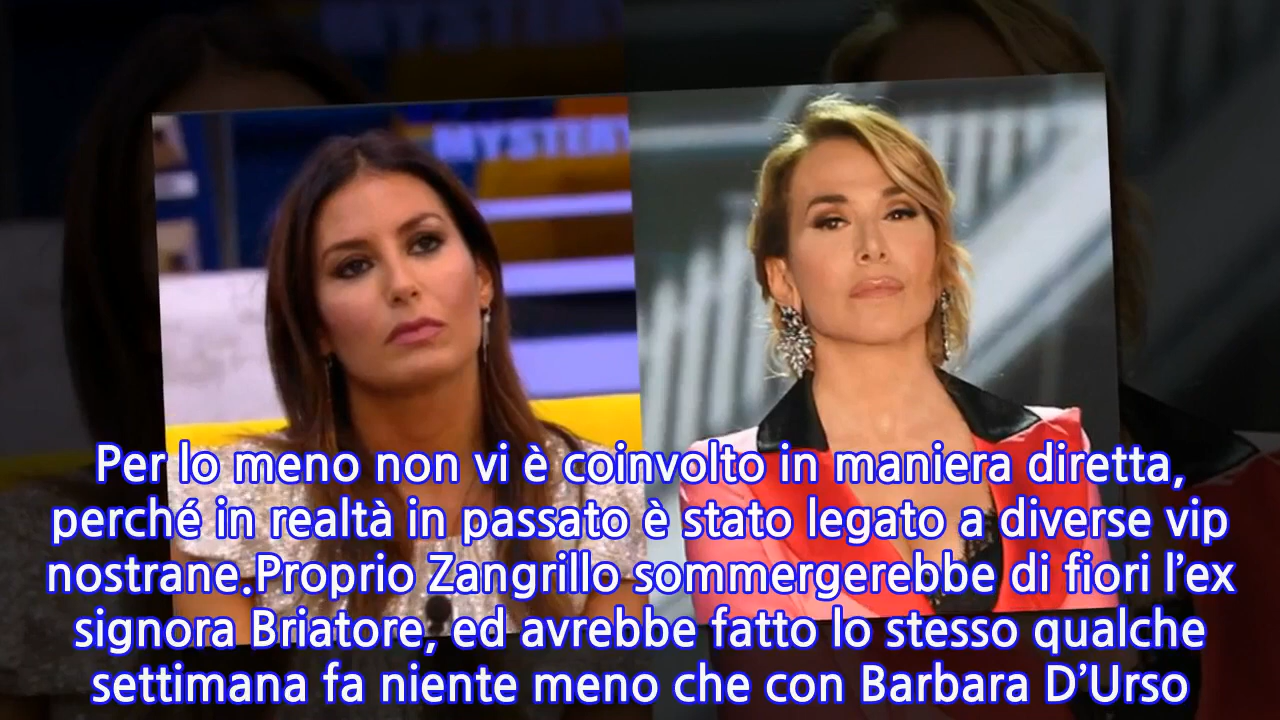 MYSTERY
Per lo meno non vi è coinvolto in maniera diretta,
perché in realtà in passato è stato legato a diverse vip
nostrane.Proprio Zangrillo sommergerebbe di fiori l’ex
signora Briatore, ed avrebbe fatto lo stesso qualche
settimana fa niente meno che con Barbara D’Urso